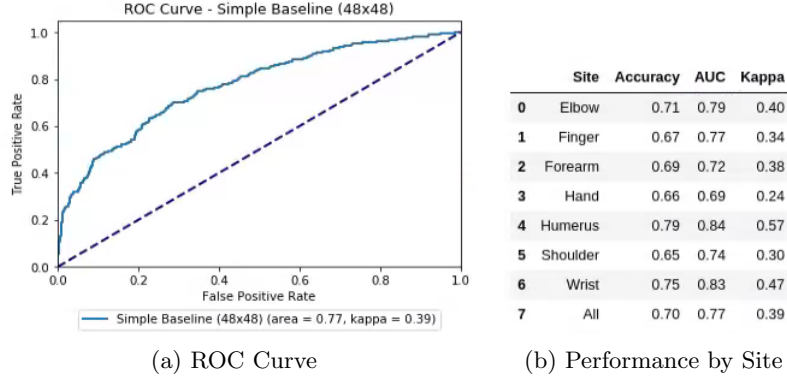 ROC Curve - Simple Baseline (48x48)
True Positive Rate
1.0
0.8
0.6
0.4
0.2
0.0
0.0 0.2 0.4 0.6 0.8 1.0
False Positive Rate
Simple Baseline (48x48) (area = 0.77, kappa = 0.39)
(a) ROC Curve
Site Accuracy AUC Kappa
0 Elbow 0.71 0.79 0.40
1 Finger 0.67 0.77 0.34
2 Forearm 0.69 0.72 0.38
3 Hand 0.66 0.69 0.24
4 Humerus 0.79 0.84 0.57
5 Shoulder 0.65 0.74 0.30
6 Wrist 0.75 0.83 0.47
7 All 0.70 0.77 0.39
(b) Performance by Site